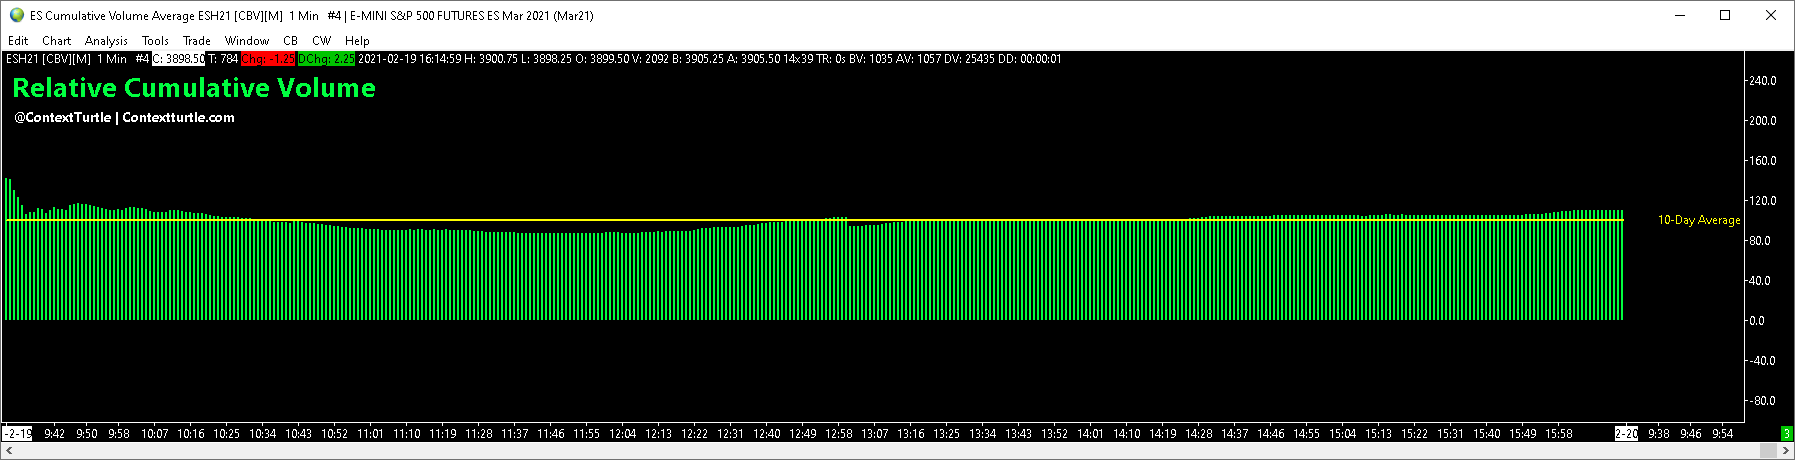 ES Cumulative Volume Average ESH21 [CBV][M] 1 Min #4 | E-MINI S&P 500 FUTURES ES Mar 2021 (Mar21)
Edit Chart Analysis Tools Trade Window CB CW Help
ESH21 [CBV][M] 1 Min #4 C: 3898.50 T: 784 Chg: -1.25 DChg: 2.25 2021-02-19 16:14:59 H: 3900.75 L: 3898.25 O: 3899.50 V: 2092 B: 3905.25 A: 3905.50 14x39 TR: 0s BV: 1035 AV: 1057 DV: 25435 DD: 00:00:01
Relative Cumulative Volume
@ContextTurtle | Contextturtle.com
240.0
200.0
160.0
120.0
10-Day Average
80.0
40.0
0.0
-40.0
-80.0
-2-19 9:42 9:50 9:58 10:07 10:16 10:25 10:34 10:43 10:52 11:01 11:10 11:19 11:28 11:37 11:46 11:55 12:04 12:13 12:22 12:31 12:40 12:49 12:58 13:07 13:16 13:25 13:34 13:43 13:52 14:01 14:10 14:19 14:28 14:37 14:46 14:55 15:04 15:13 15:22 15:31 15:40 15:49 15:58 2-20 9:38 9:46 9:54 3